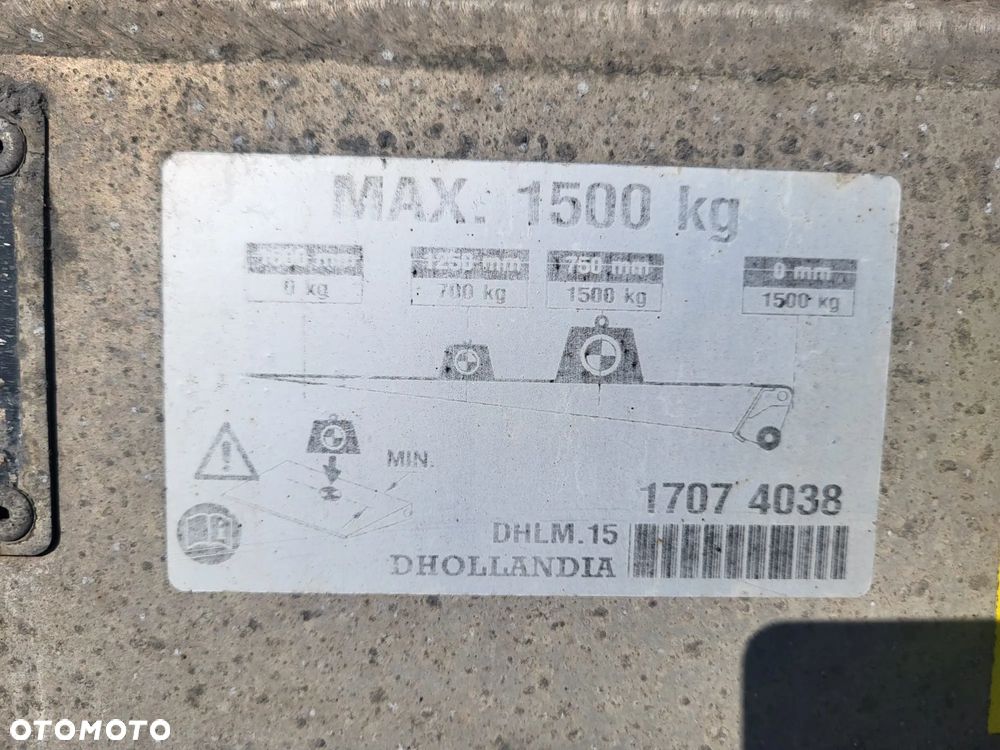 MAX. 1500 kg
1250 mm 750 mm 0 mm
0 kg 700 kg 1500 kg 1500 kg
MIN.
1707 4038
DHLM.15
DHOLLANDIA
OTOMOTO